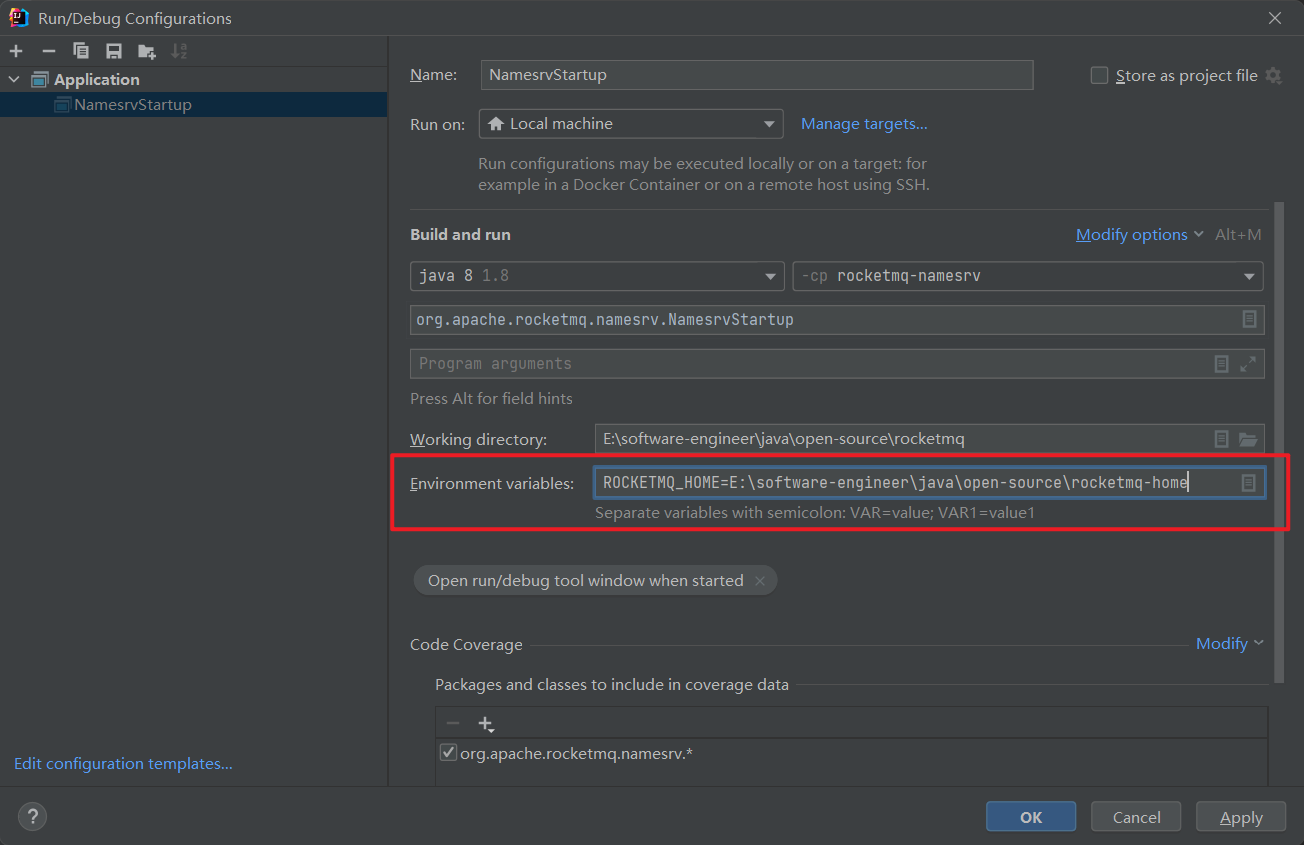 Run/Debug Configurations
Application
NamesrvStartup
Name: NamesrvStartup Store as project file
Run on: Local machine Manage targets...
Run configurations may be executed locally or on a target: for
example in a Docker Container or on a remote host using SSH.
Build and run Modify options Alt+M
java 8 1.8 -cp rocketmq-namesrv
org.apache.rocketmq.namesrv.NamesrvStartup
Program arguments
Press Alt for field hints
Working directory: E:\software-engineer\java\open-source\rocketmq
Environment variables: ROCKETMQ_HOME=E:\software-engineer\java\open-source\rocketmq-home
Separate variables with semicolon: VAR=value; VAR1=value1
Open run/debug tool window when started
Code Coverage Modify
Packages and classes to include in coverage data
org.apache.rocketmq.namesrv.*
Edit configuration templates...
? OK Cancel Apply